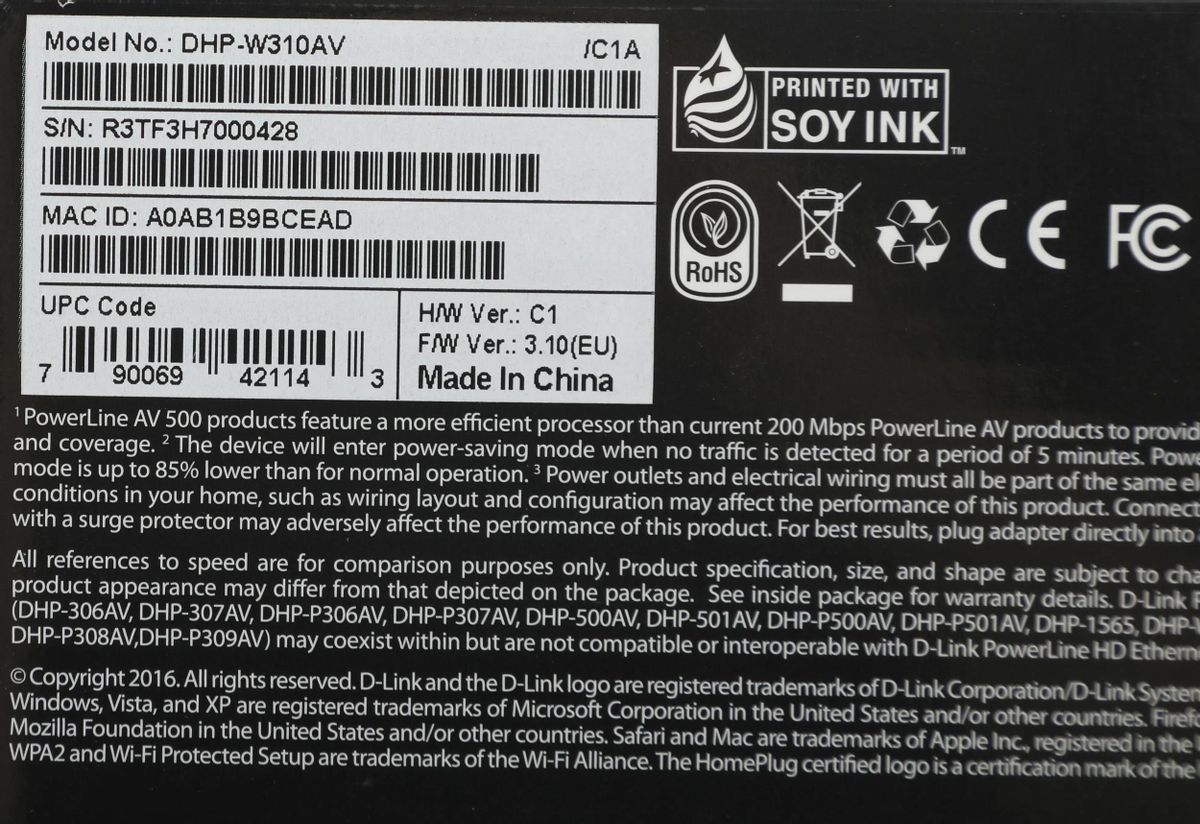 Model No.: DHP-W310AV /C1A
S/N: R3TF3H7000428
MAC ID: A0AB1B9BCEAD
UPC Code
7 90069 42114 3
H/W Ver.: C1
F/W Ver.: 3.10(EU)
Made In China
PRINTED WITH
SOY INK
TM
RoHS
CE
FC
1 PowerLine AV 500 products feature a more efficient processor than current 200 Mbps PowerLine AV products to provid
and coverage. 2 The device will enter power-saving mode when no traffic is detected for a period of 5 minutes. Powe
mode is up to 85% lower than for normal operation. 3 Power outlets and electrical wiring must all be part of the same el
conditions in your home, such as wiring layout and configuration may affect the performance of this product. Connect
with a surge protector may adversely affect the performance of this product. For best results, plug adapter directly into
All references to speed are for comparison purposes only. Product specification, size, and shape are subject to cha
product appearance may differ from that depicted on the package. See inside package for warranty details. D-Link
(DHP-306AV, DHP-307AV, DHP-P306AV, DHP-P307AV, DHP-500AV, DHP-501AV, DHP-P500AV, DHP-P501AV, DHP-1565, DHP-
DHP-P308AV,DHP-P309AV) may coexist within but are not compatible or interoperable with D-Link PowerLine HD Ethern
© Copyright 2016. All rights reserved. D-Link and the D-Link logo are registered trademarks of D-Link Corporation/D-Link System
Windows, Vista, and XP are registered trademarks of Microsoft Corporation in the United States and/or other countries. Firef
Mozilla Foundation in the United States and/or other countries. Safari and Mac are trademarks of Apple Inc., registered in the
WPA2 and Wi-Fi Protected Setup are trademarks of the Wi-Fi Alliance. The HomePlug certified logo is a certification mark of the